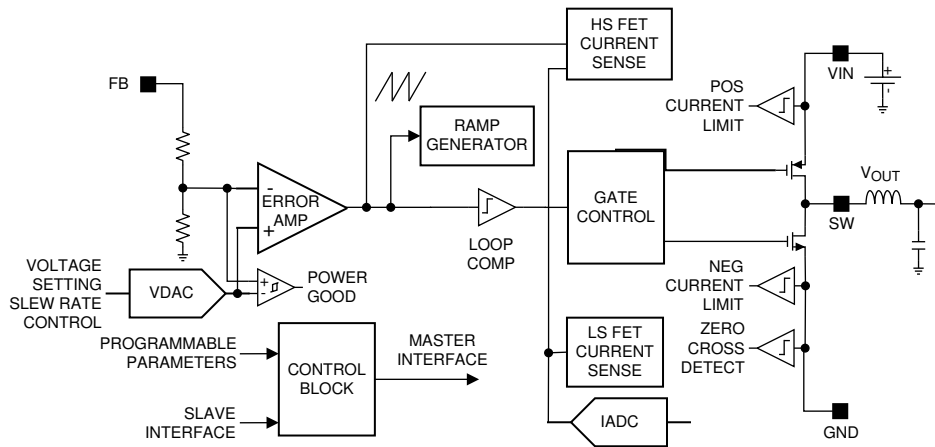 HS FET
CURRENT
SENSE
FB
VIN
+
-
POS
CURRENT
LIMIT
RAMP
GENERATOR
VOUT
-
ERROR
AMP
+
GATE
CONTROL
SW
LOOP
COMP
VOLTAGE
SETTING
SLEW RATE
CONTROL
VDAC
+
-
POWER
GOOD
NEG
CURRENT
LIMIT
PROGRAMMABLE
PARAMETERS
CONTROL
BLOCK
MASTER
INTERFACE
LS FET
CURRENT
SENSE
ZERO
CROSS
DETECT
SLAVE
INTERFACE
IADC
GND